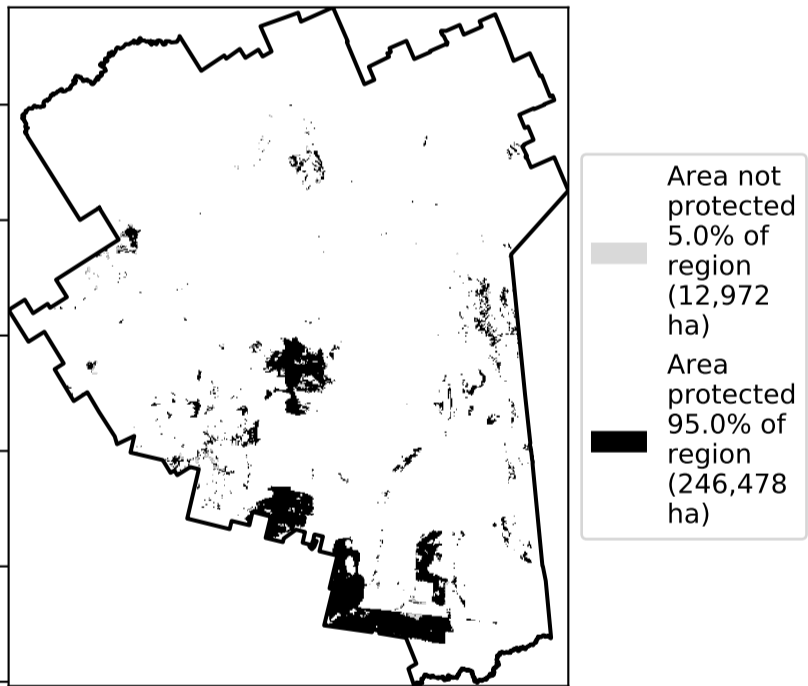 Area not
protected
5.0% of
region
(12,972
ha)
Area
protected
95.0% of
region
(246,478
ha)